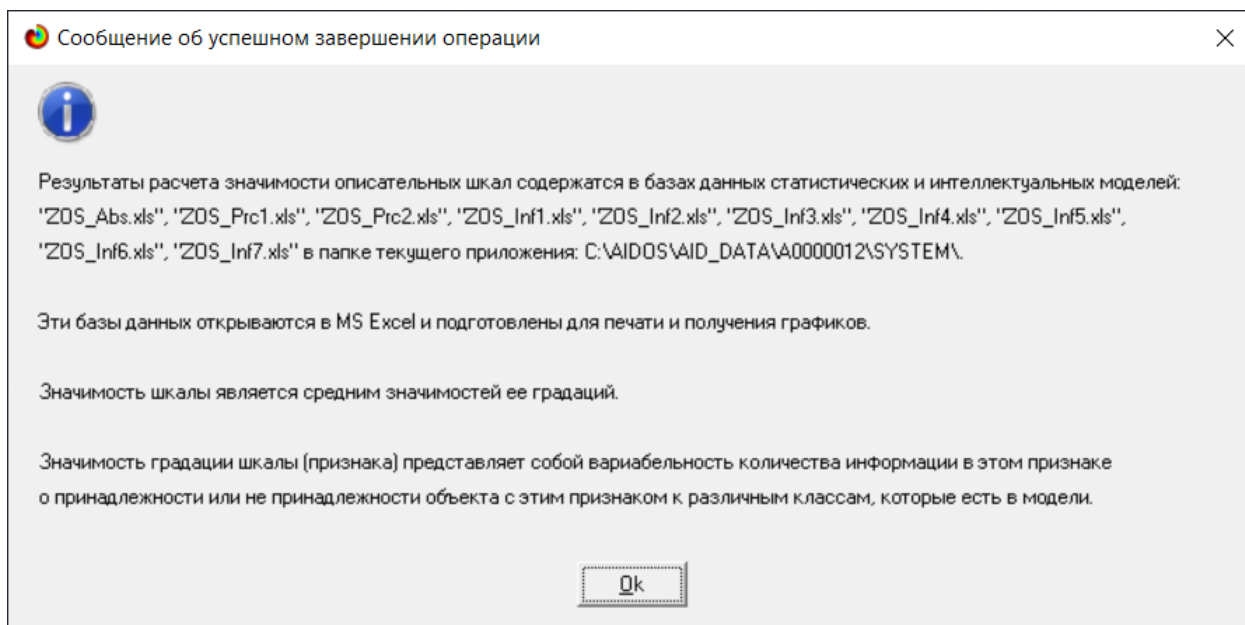 Сообщение об успешном завершении операции
Результаты расчета значимости описательных шкал содержатся в базах данных статистических и интеллектуальных моделей:
"ZOS_Abs.xls", "ZOS_Prc1.xls", "ZOS_Prc2.xls", "ZOS_Inf1.xls", "ZOS_Inf2.xls", "ZOS_Inf3.xls", "ZOS_Inf4.xls", "ZOS_Inf5.xls",
"ZOS_Inf6.xls", "ZOS_Inf7.xls" в папке текущего приложения: C:\AIDOS\AID_DATA\A0000012\SYSTEM\.
Эти базы данных открываются в MS Excel и подготовлены для печати и получения графиков.
Значимость шкалы является средним значимостей ее градаций.
Значимость градации шкалы (признака) представляет собой вариабельность количества информации в этом признаке
о принадлежности или не принадлежности объекта с этим признаком к различным классам, которые есть в модели.
Ok